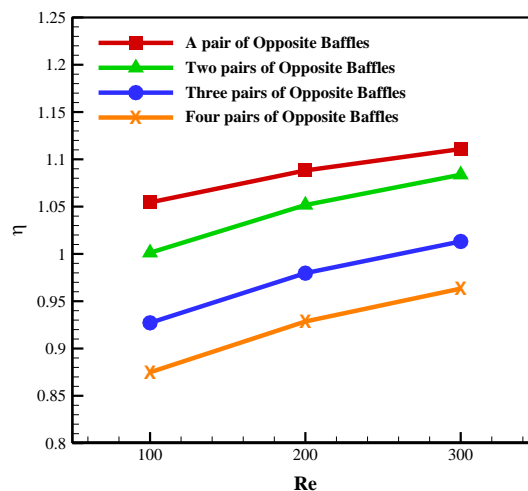 1.25
A pair of Opposite Baffles
1.2
Two pairs of Opposite Baffles
Three pairs of Opposite Baffles
1.15
Four pairs of Opposite Baffles
1.1
1.05
η
1
0.95
0.9
0.85
0.8
100
200
300
Re